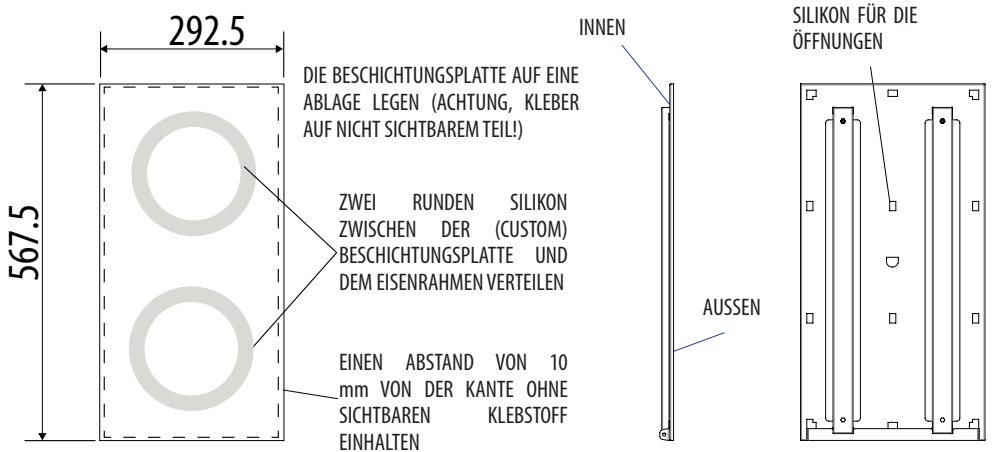 292.5
567.5
DIE BESCHICHTUNGSPLATTE AUF EINE
ABLAGE LEGEN (ACHTUNG, KLEBER
AUF NICHT SICHTBAREM TEIL!)
ZWEI RUNDEN SILIKON
ZWISCHEN DER (CUSTOM)
BESCHICHTUNGSPLATTE UND
DEM EISENRAHMEN VERTEILEN
EINEN ABSTAND VON 10
mm VON DER KANTE OHNE
SICHTBAREN KLEBSTOFF
EINHALTEN
INNEN
AUSSEN
SILIKON FÜR DIE
ÖFFNUNGEN